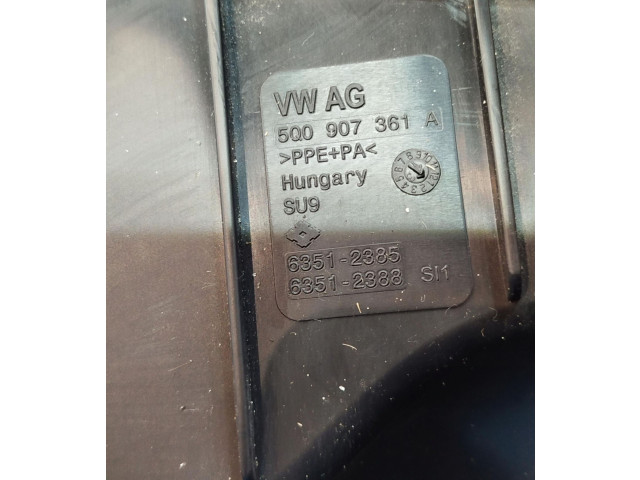 VW AG
5Q0 907 361 A
>PPE+PA<
Hungary
SU9
6351-2385
6351-2388 SI1